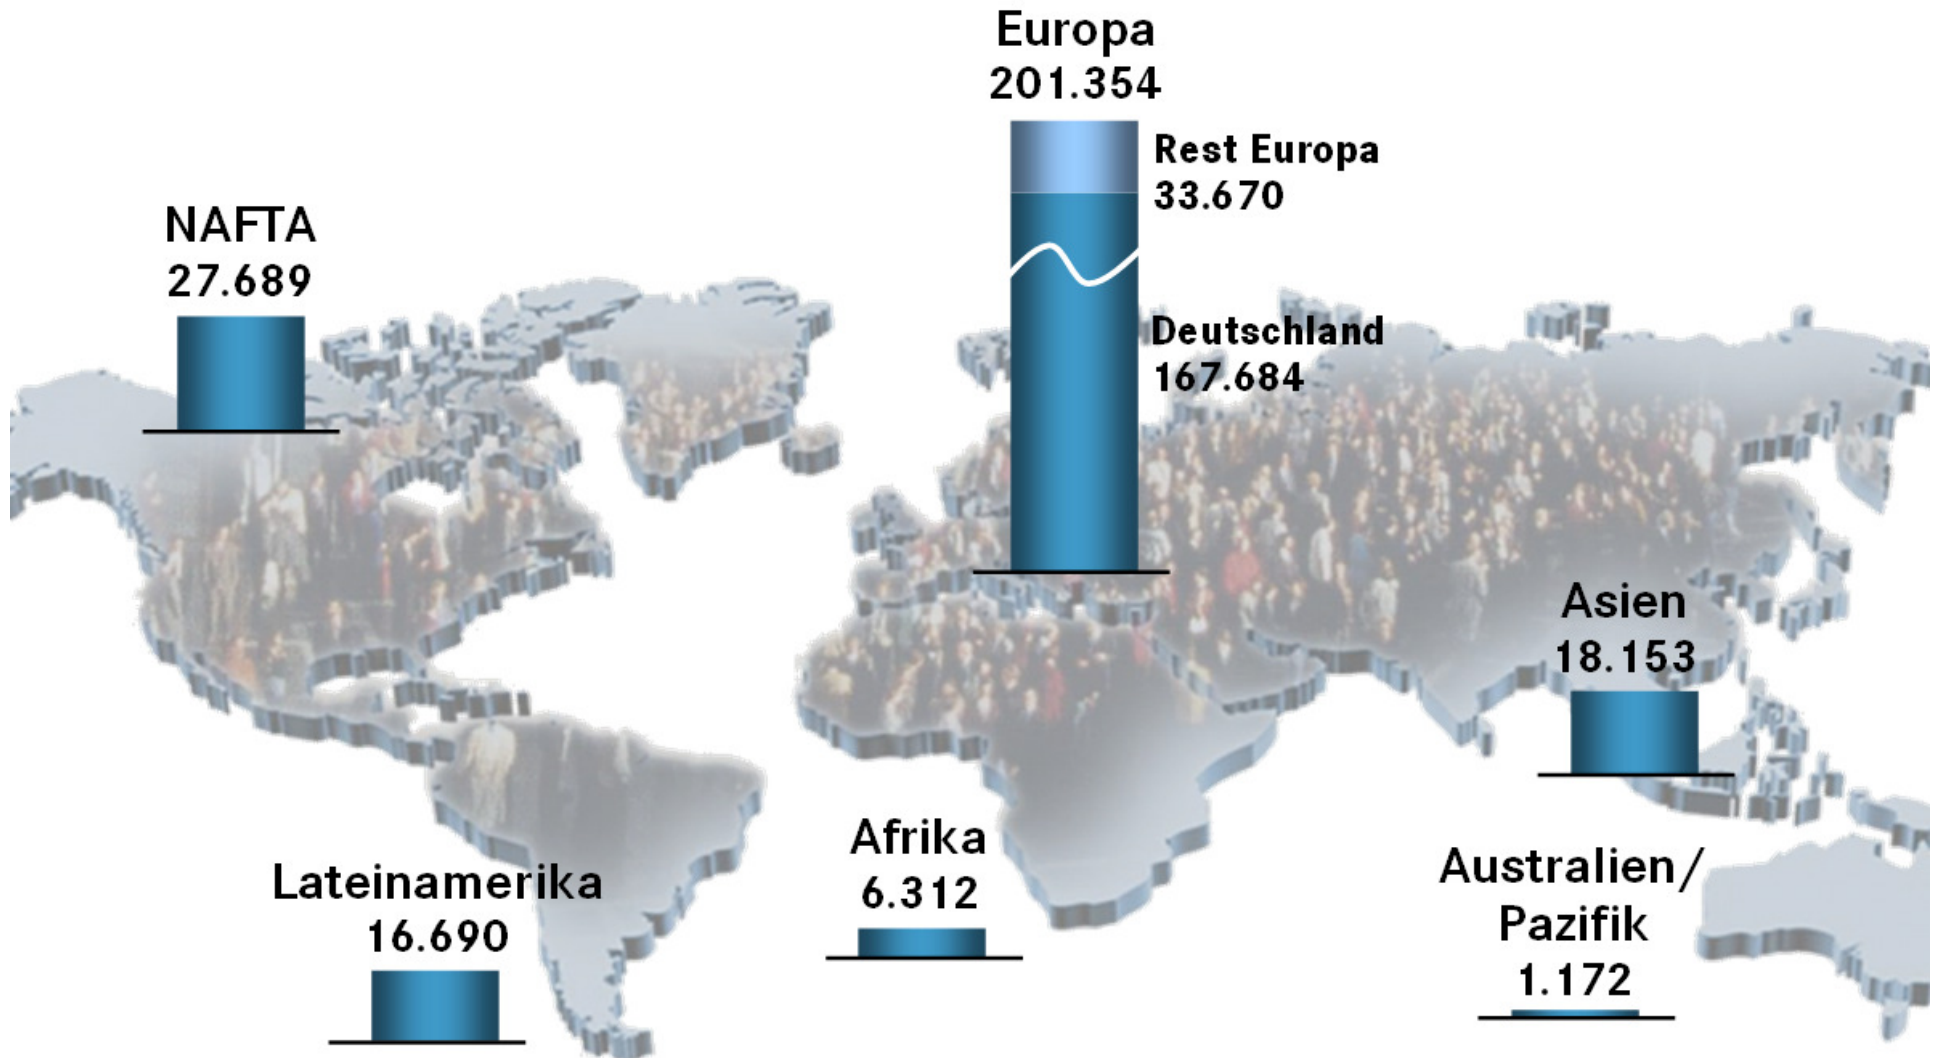 Europa
201.354
Rest Europa
33.670
NAFTA
27.689
Deutschland
167.684
Asien
18.153
Afrika
6.312
Lateinamerika
16.690
Australien/
Pazifik
1.172